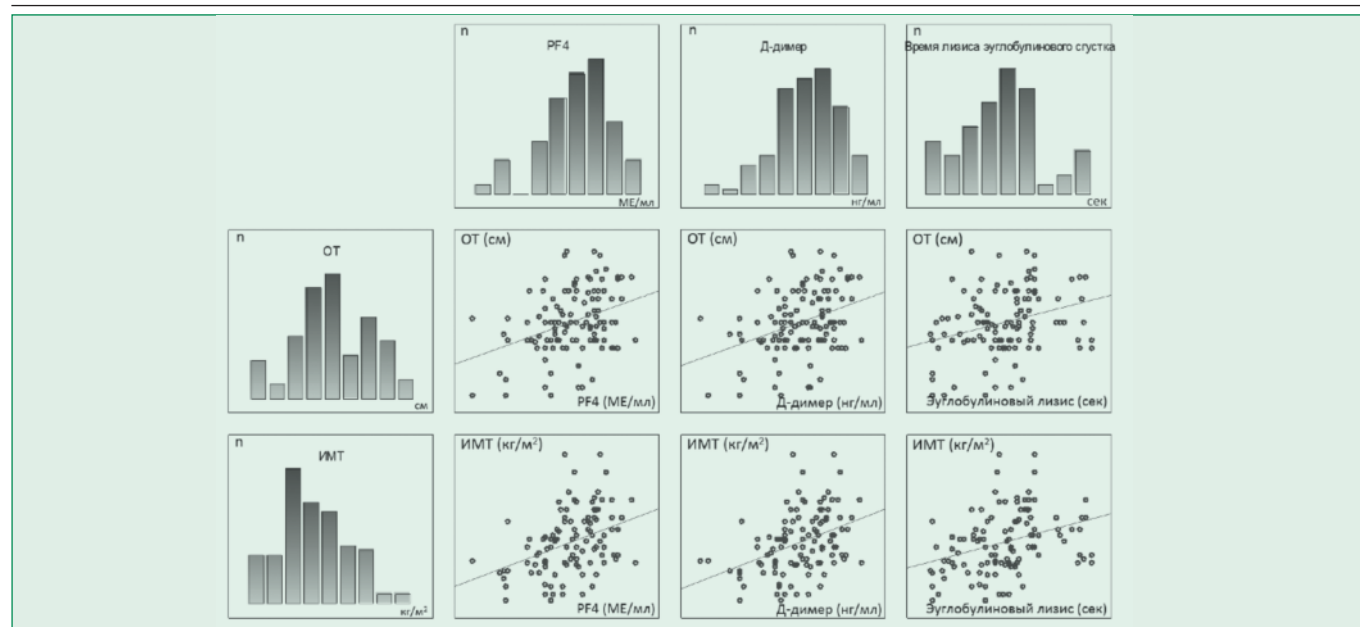 n
PF4
МЕ/мл
n
Д-димер
нг/мл
n
Время лизиса эуглобулинового сгустка
сек
n
ОТ
см
ОТ (см)
PF4 (МЕ/мл)
ОТ (см)
Д-димер (нг/мл)
ОТ (см)
Эуглобулиновый лизис (сек)
n
ИМТ
кг/м²
ИМТ (кг/м²)
PF4 (МЕ/мл)
ИМТ (кг/м²)
Д-димер (нг/мл)
ИМТ (кг/м²)
Эуглобулиновый лизис (сек)